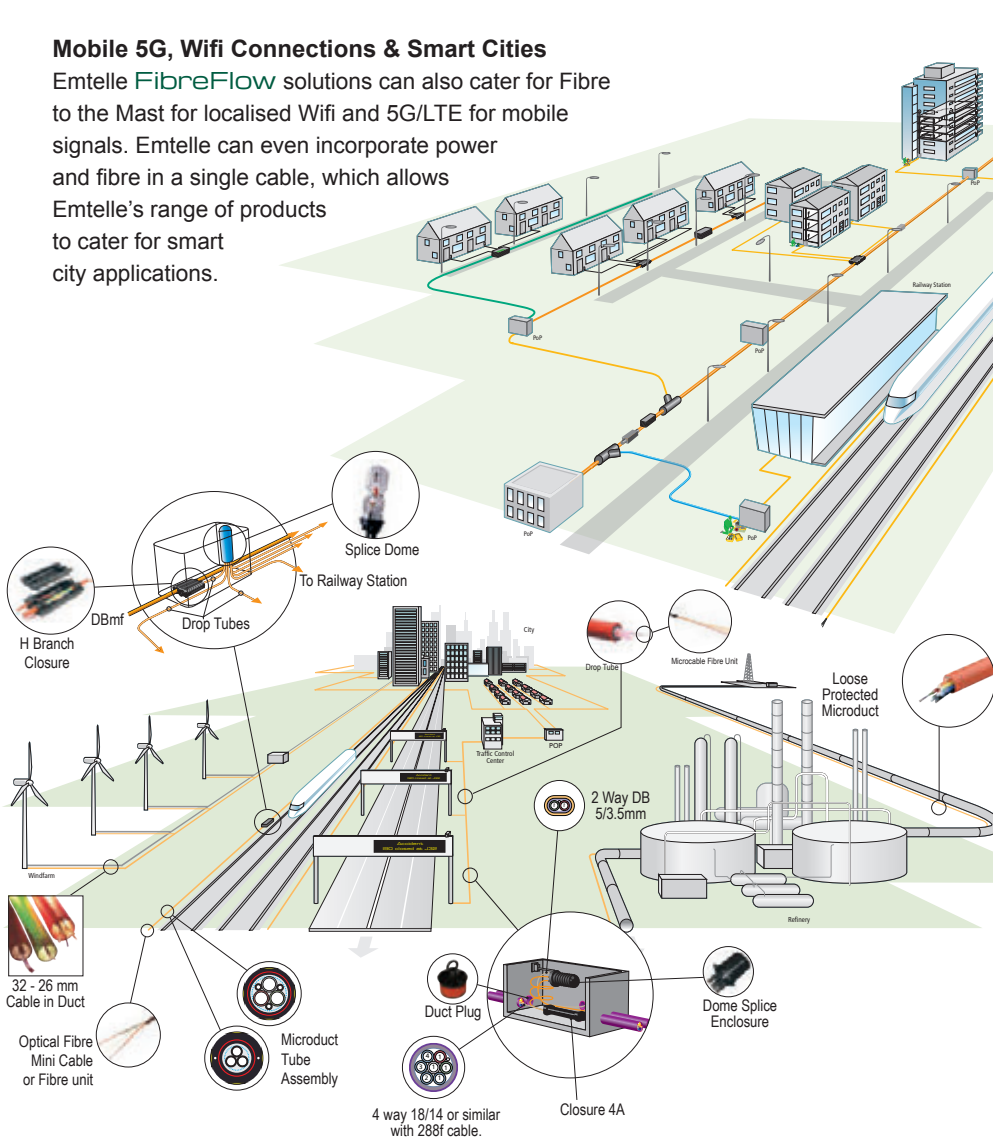 Mobile 5G, Wifi Connections & Smart Cities
Emtelle FibreFlow solutions can also cater for Fibre
to the Mast for localised Wifi and 5G/LTE for mobile
signals. Emtelle can even incorporate power
and fibre in a single cable, which allows
Emtelle's range of products
to cater for smart
city applications.
PoP
Railway Station
PoP
PoP
PoP
PoP
Splice Dome
To Railway Station
DBmf
Drop Tubes
H Branch
Closure
City
Drop Tube
Microcable Fibre Unit
Loose
Protected
Microduct
Traffic Control
Center
POP
2 Way DB
5/3.5mm
Accident
Windfarm
Refinery
32 - 26 mm
Cable in Duct
Optical Fibre
Mini Cable
or Fibre unit
Microduct
Tube
Assembly
Duct Plug
Dome Splice
Enclosure
4 way 18/14 or similar
with 288f cable.
Closure 4A